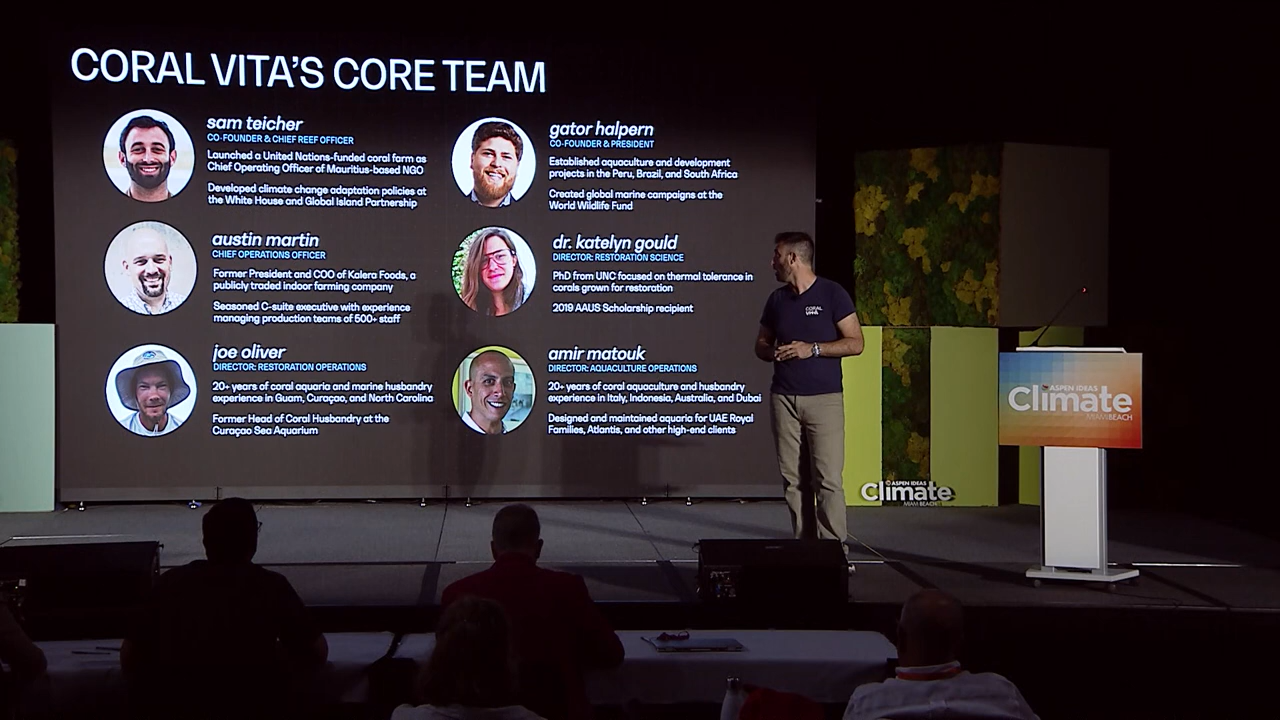 CORAL VITA'S CORE TEAM
sam teicher
CO-FOUNDER & CHIEF REEF OFFICER
Launched a United Nations-funded coral farm as
Chief Operating Officer of Mauritius-based NGO
Developed climate change adaptation policies at
the White House and Global Island Partnership
gator halpern
CO-FOUNDER & PRESIDENT
Established aquaculture and development
projects in the Peru, Brazil, and South Africa
Created global marine campaigns at the
World Wildlife Fund
austin martin
CHIEF OPERATIONS OFFICER
Former President and COO of Kalera Foods, a
publicly traded indoor farming company
Seasoned C-suite executive with experience
managing production teams of 500+ staff
dr. katelyn gould
DIRECTOR: RESTORATION SCIENCE
PhD from UNC focused on thermal tolerance in
corals grown for restoration
2019 AAUS Scholarship recipient
joe oliver
DIRECTOR: RESTORATION OPERATIONS
20+ years of coral aquaria and marine husbandry
experience in Guam, Curaçao, and North Carolina
Former Head of Coral Husbandry at the
Curaçao Sea Aquarium
amir matouk
DIRECTOR: AQUACULTURE OPERATIONS
20+ years of coral aquaculture and husbandry
experience in Italy, Indonesia, Australia, and Dubai
Designed and maintained aquaria for UAE Royal
Families, Atlantis, and other high-end clients
CORAL
VITA
ASPEN IDEAS
Climate
MIAMI BEACH
ASPEN IDEAS
Climate
MIAMI BEACH